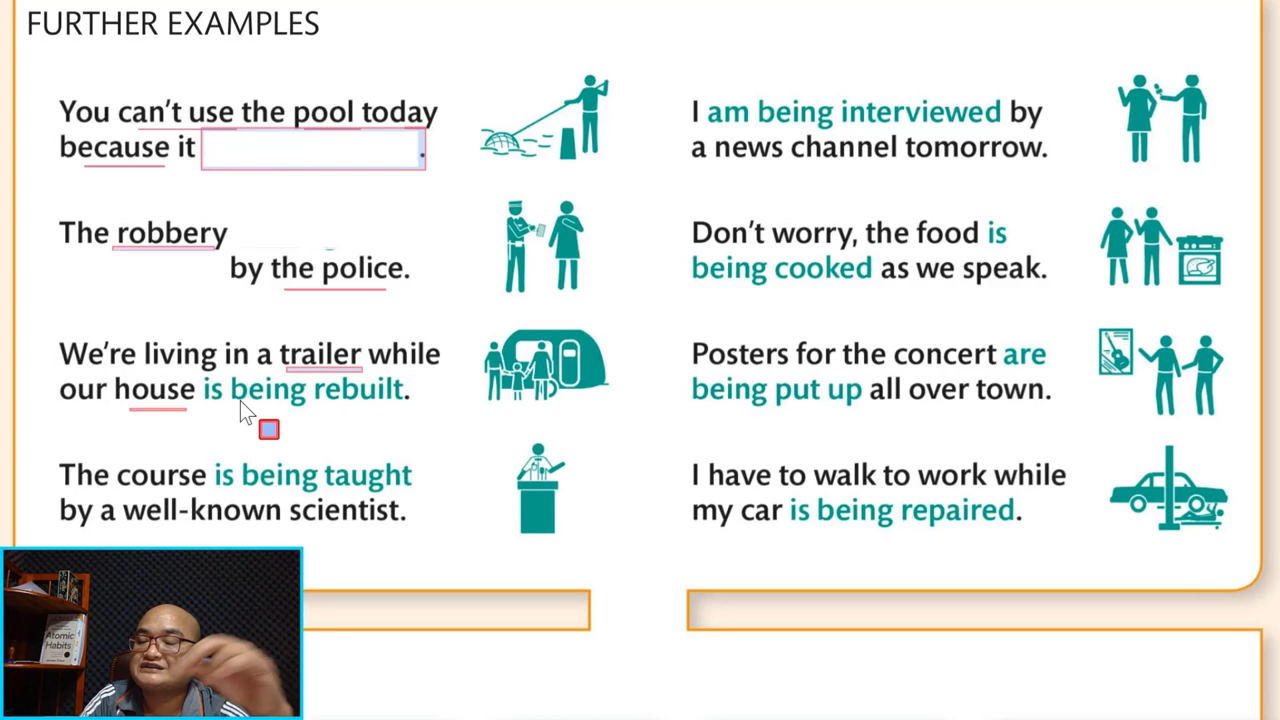 FURTHER EXAMPLES
You can't use the pool today
because it .
The robbery
by the police.
We're living in a trailer while
our house is being rebuilt.
The course is being taught
by a well-known scientist.
I am being interviewed by
a news channel tomorrow.
Don't worry, the food is
being cooked as we speak.
Posters for the concert are
being put up all over town.
I have to walk to work while
my car is being repaired.
Atomic
Habits